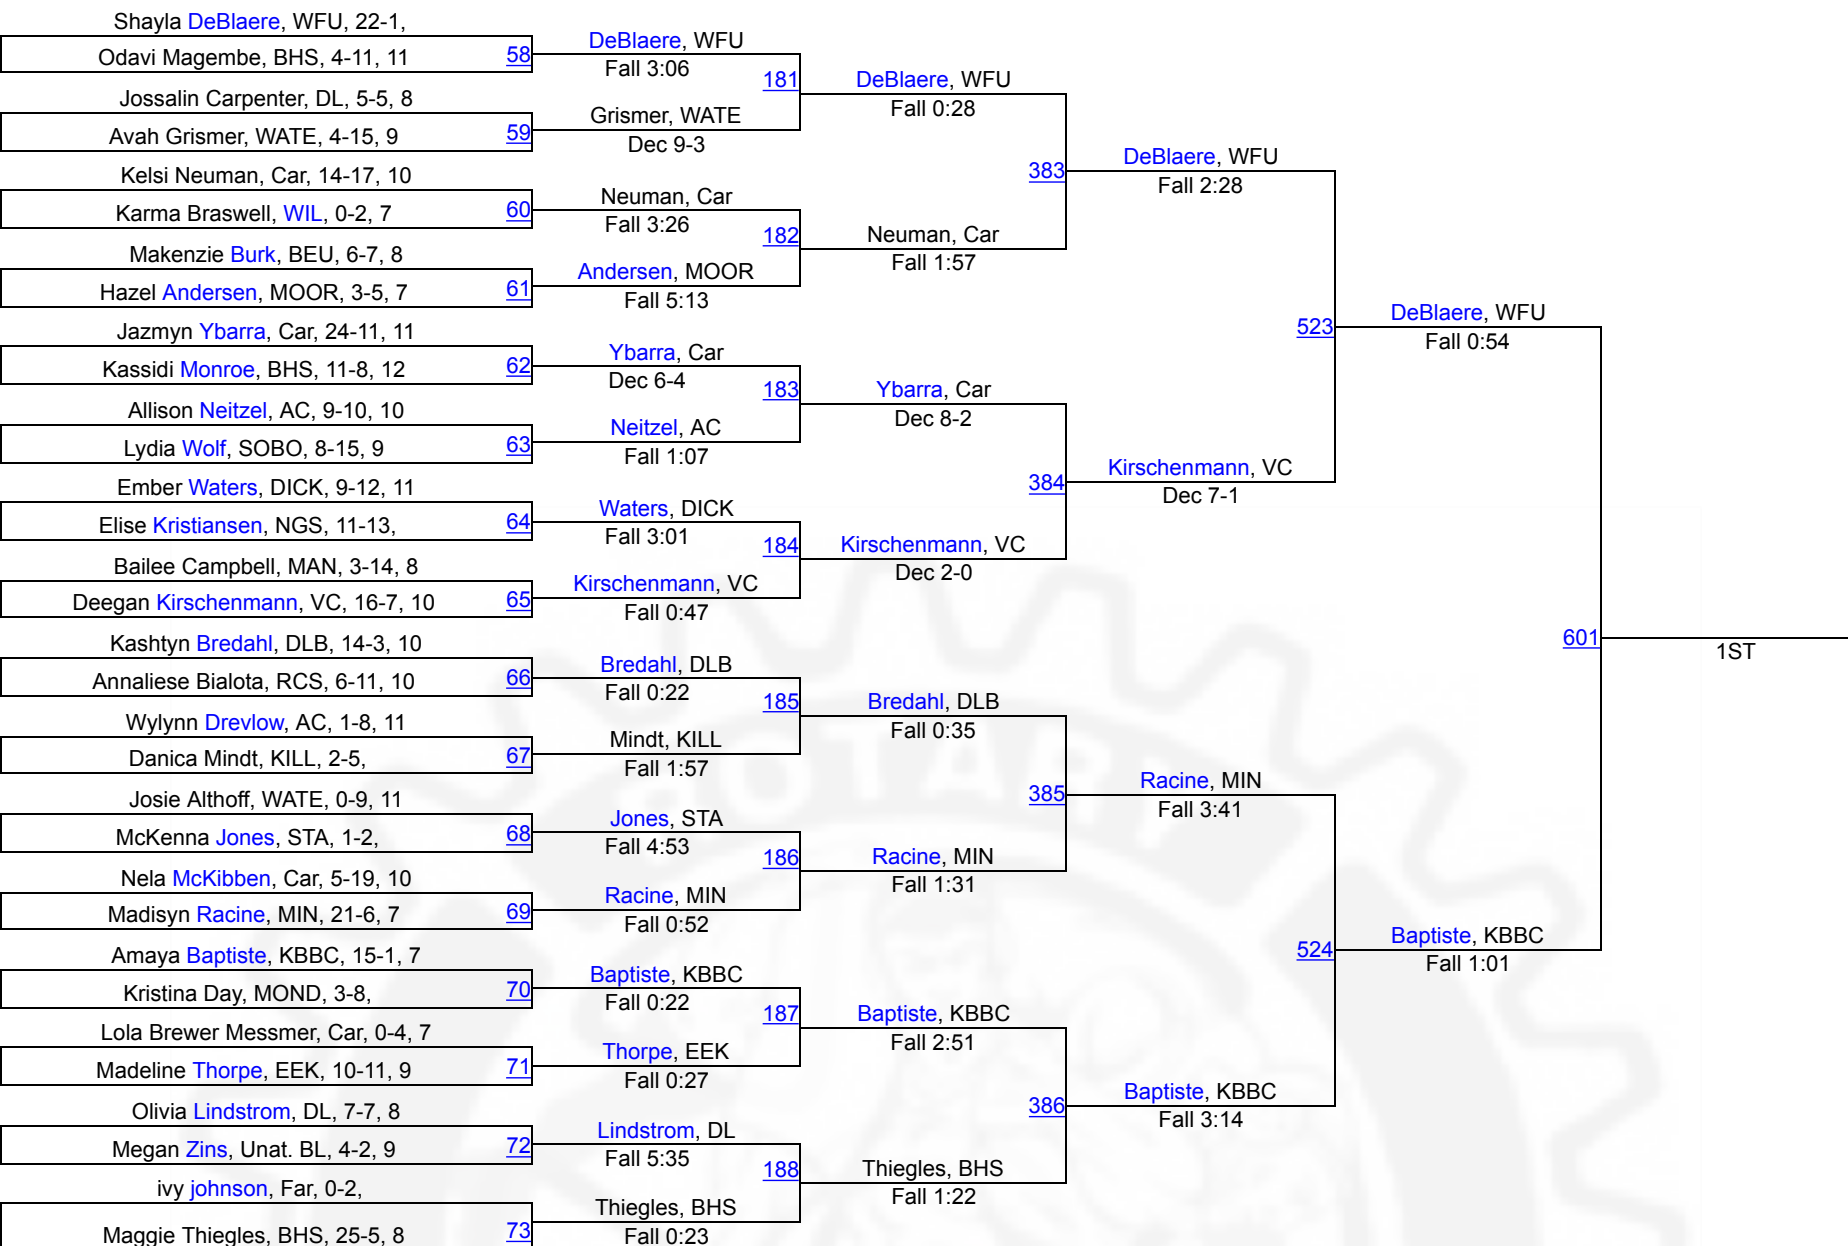 Shayla DeBlaere, WFU, 22-1,
Odavi Magembe, BHS, 4-11, 11
58
Jossalin Carpenter, DL, 5-5, 8
Avah Grismer, WATE, 4-15, 9
59
Kelsi Neuman, Car, 14-17, 10
Karma Braswell, WIL, 0-2, 7
60
Makenzie Burk, BEU, 6-7, 8
Hazel Andersen, MOOR, 3-5, 7
61
Jazmyn Ybarra, Car, 24-11, 11
Kassidi Monroe, BHS, 11-8, 12
62
Allison Neitzel, AC, 9-10, 10
Lydia Wolf, SOBO, 8-15, 9
63
Ember Waters, DICK, 9-12, 11
Elise Kristiansen, NGS, 11-13,
64
Bailee Campbell, MAN, 3-14, 8
Deegan Kirschenmann, VC, 16-7, 10
65
Kashtyn Bredahl, DLB, 14-3, 10
Annaliese Bialota, RCS, 6-11, 10
66
Wylynn Drevlow, AC, 1-8, 11
Danica Mindt, KILL, 2-5,
67
Josie Althoff, WATE, 0-9, 11
McKenna Jones, STA, 1-2,
68
Nela McKibben, Car, 5-19, 10
Madisyn Racine, MIN, 21-6, 7
69
Amaya Baptiste, KBBC, 15-1, 7
Kristina Day, MOND, 3-8,
70
Lola Brewer Messmer, Car, 0-4, 7
Madeline Thorpe, EEK, 10-11, 9
71
Olivia Lindstrom, DL, 7-7, 8
Megan Zins, Unat. BL, 4-2, 9
72
ivy johnson, Far, 0-2,
Maggie Thiegles, BHS, 25-5, 8
73
DeBlaere, WFU
Fall 3:06
181
Grismer, WATE
Dec 9-3
Neuman, Car
Fall 3:26
182
Andersen, MOOR
Fall 5:13
Ybarra, Car
Dec 6-4
183
Neitzel, AC
Fall 1:07
Waters, DICK
Fall 3:01
184
Kirschenmann, VC
Fall 0:47
Bredahl, DLB
Fall 0:22
185
Mindt, KILL
Fall 1:57
Jones, STA
Fall 4:53
186
Racine, MIN
Fall 0:52
Baptiste, KBBC
Fall 0:22
187
Thorpe, EEK
Fall 0:27
Lindstrom, DL
Fall 5:35
188
Thiegles, BHS
Fall 0:23
DeBlaere, WFU
Fall 0:28
383
Neuman, Car
Fall 1:57
Ybarra, Car
Dec 8-2
384
Kirschenmann, VC
Dec 2-0
Bredahl, DLB
Fall 0:35
385
Racine, MIN
Fall 1:31
Baptiste, KBBC
Fall 2:51
386
Thiegles, BHS
Fall 1:22
DeBlaere, WFU
Fall 2:28
523
Kirschenmann, VC
Dec 7-1
Racine, MIN
Fall 3:41
524
Baptiste, KBBC
Fall 3:14
DeBlaere, WFU
Fall 0:54
601
Baptiste, KBBC
Fall 1:01
1ST
ROTARY